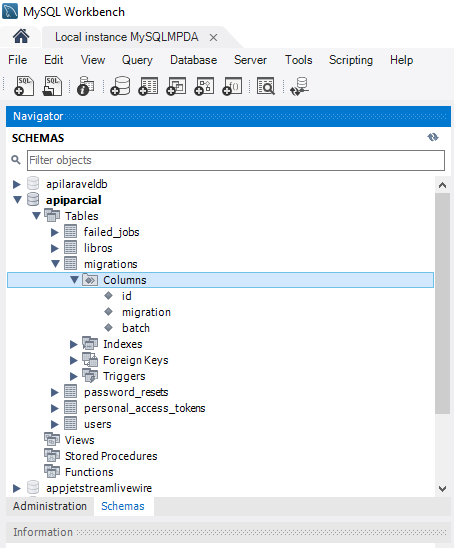 MySQL Workbench
Local instance MySQLMPDA ×
File Edit View Query Database Server Tools Scripting Help
SQL SQL
Navigator
SCHEMAS
Filter objects
apilaraveldb
apiparcial
Tables
failed_jobs
libros
migrations
Columns
id
migration
batch
Indexes
Foreign Keys
Triggers
password_resets
personal_access_tokens
users
Views
Stored Procedures
Functions
appjetstreamlivewire
Administration Schemas
Information